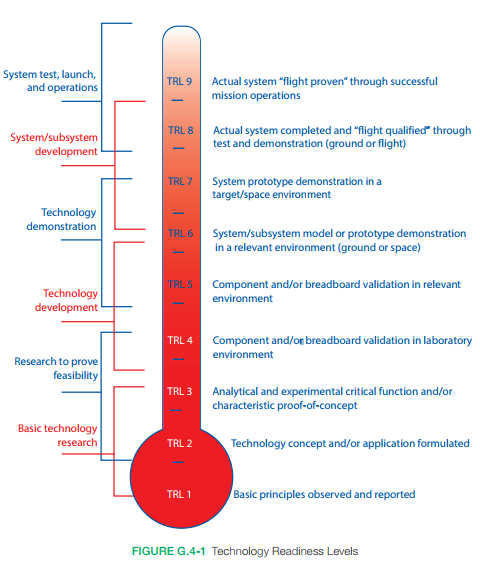 System test, launch,
and operations
System/subsystem
development
Technology
demonstration
Technology
development
Research to prove
feasibility
Basic technology
research
TRL 9
Actual system “flight proven” through successful
mission operations
TRL 8
Actual system completed and “flight qualified” through
test and demonstration (ground or flight)
TRL 7
System prototype demonstration in a
target/space environment
TRL 6
System/subsystem model or prototype demonstration
in a relevant environment (ground or space)
TRL 5
Component and/or breadboard validation in relevant
environment
TRL 4
Component and/or breadboard validation in laboratory
environment
TRL 3
Analytical and experimental critical function and/or
characteristic proof-of-concept
TRL 2
Technology concept and/or application formulated
TRL 1
Basic principles observed and reported
FIGURE G.4-1 Technology Readiness Levels